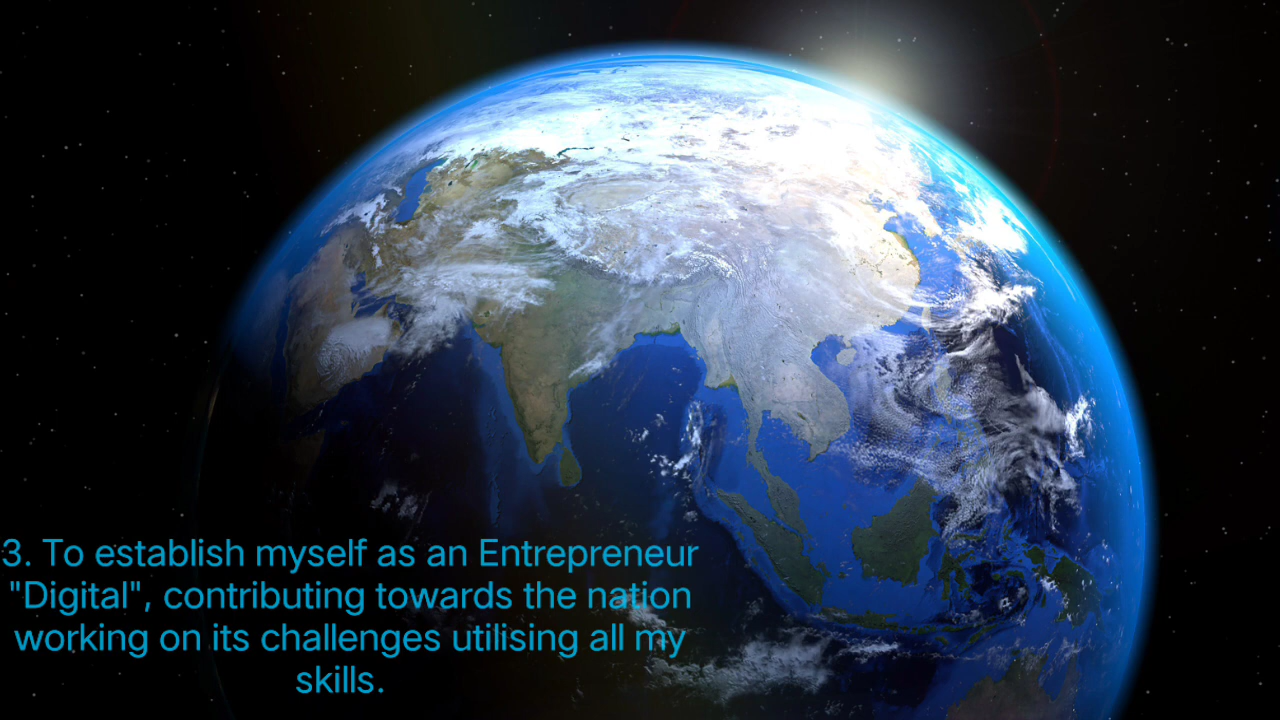 3. To establish myself as an Entrepreneur
"Digital", contributing towards the nation
working on its challenges utilising all my
skills.